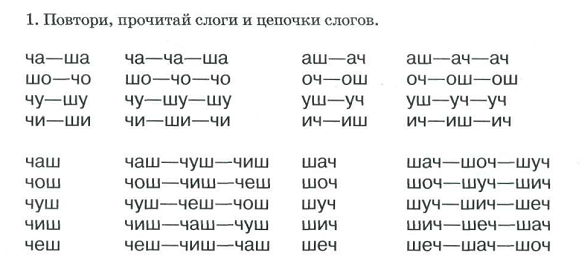 1. Повтори, прочитай слоги и цепочки слогов.
ча—ша ча—ча—ша аш—ач аш—ач—ач
шо—чо шо—чо—чо оч—ош оч—ош—ош
чу—шу чу—шу—шу уш—уч уш—уч—уч
чи—ши чи—ши—чи ич—иш ич—иш—ич
чаш чаш—чуш—чиш шач шач—шоч—шуч
чош чош—чиш—чеш шоч шоч—шуч—шич
чуш чуш—чеш—чош шуч шуч—шич—шеч
чиш чиш—чаш—чуш шич шич—шеч—шач
чеш чеш—чиш—чаш шеч шеч—шач—шоч